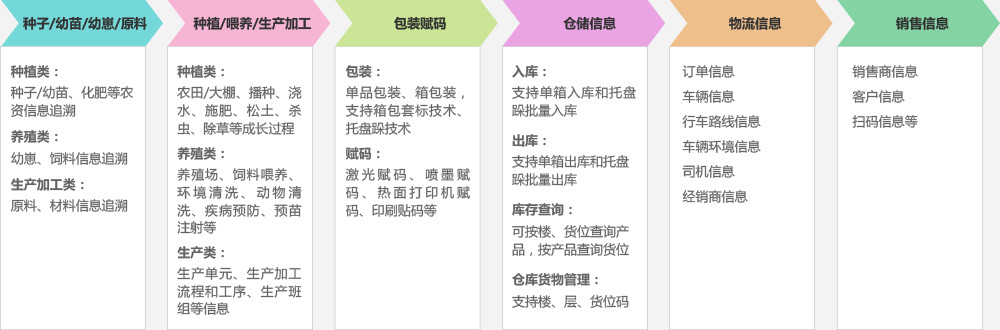 种子/幼苗/幼崽/原料
种植类：
种子/幼苗、化肥等农
资信息追溯
养殖类：
幼崽、饲料信息追溯
生产加工类：
原料、材料信息追溯
种植/喂养/生产加工
种植类：
农田/大棚、播种、浇
水、施肥、松土、杀
虫、除草等成长过程
养殖类：
养殖场、饲料喂养、
环境清洗、动物清
洗、疾病预防、预苗
注射等
生产类：
生产单元、生产加工
流程和工序、生产班
组等信息
包装赋码
包装：
单品包装、箱包装，
支持箱包套标技术、
托盘跺技术
赋码：
激光赋码、喷墨赋
码、热面打印机赋
码、印刷贴码等
仓储信息
入库：
支持单箱入库和托盘
跺批量入库
出库：
支持单箱出库和托盘
跺批量出库
库存查询：
可按楼、货位查询产
品，按产品查询货位
仓库货物管理：
支持楼、层、货位码
物流信息
订单信息
车辆信息
行车路线信息
车辆环境信息
司机信息
经销商信息
销售信息
销售商信息
客户信息
扫码信息等